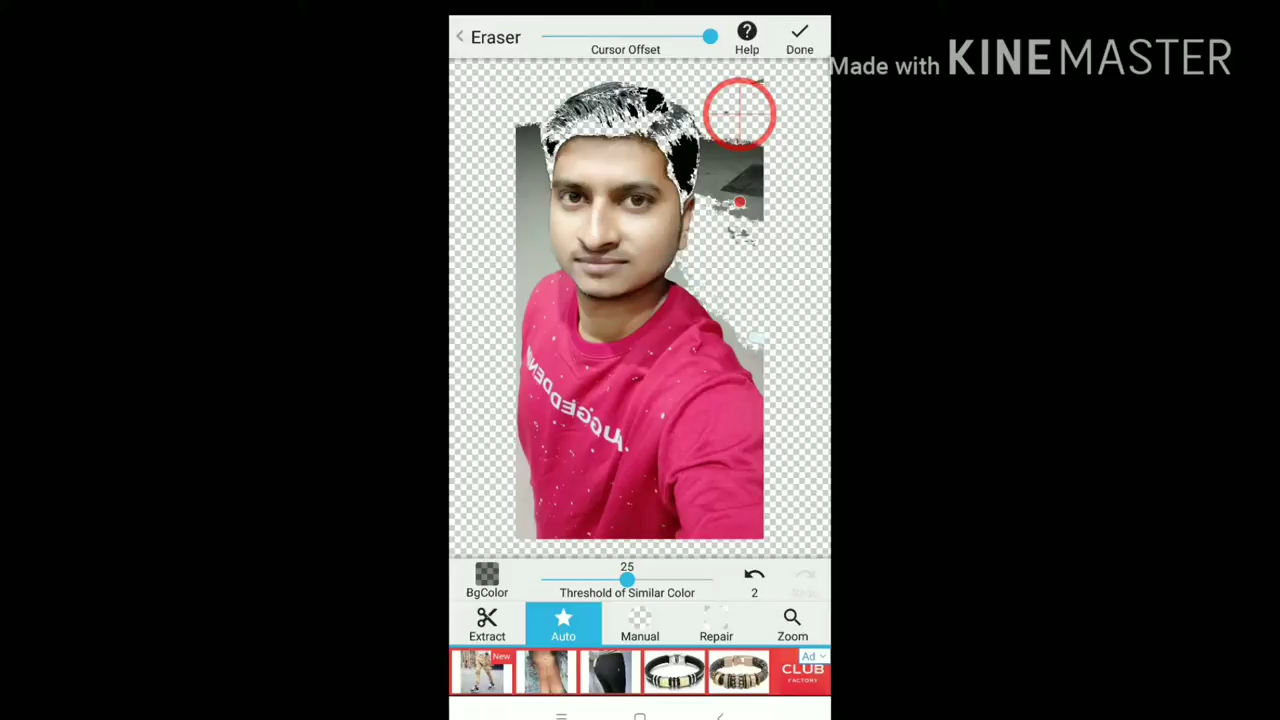 Eraser
Cursor Offset
Help
Done
Made with KINEMASTER
25
BgColor
Threshold of Similar Color
2
Extract
Auto
Manual
Repair
Zoom
New
Ad
CLUB
FACTORY